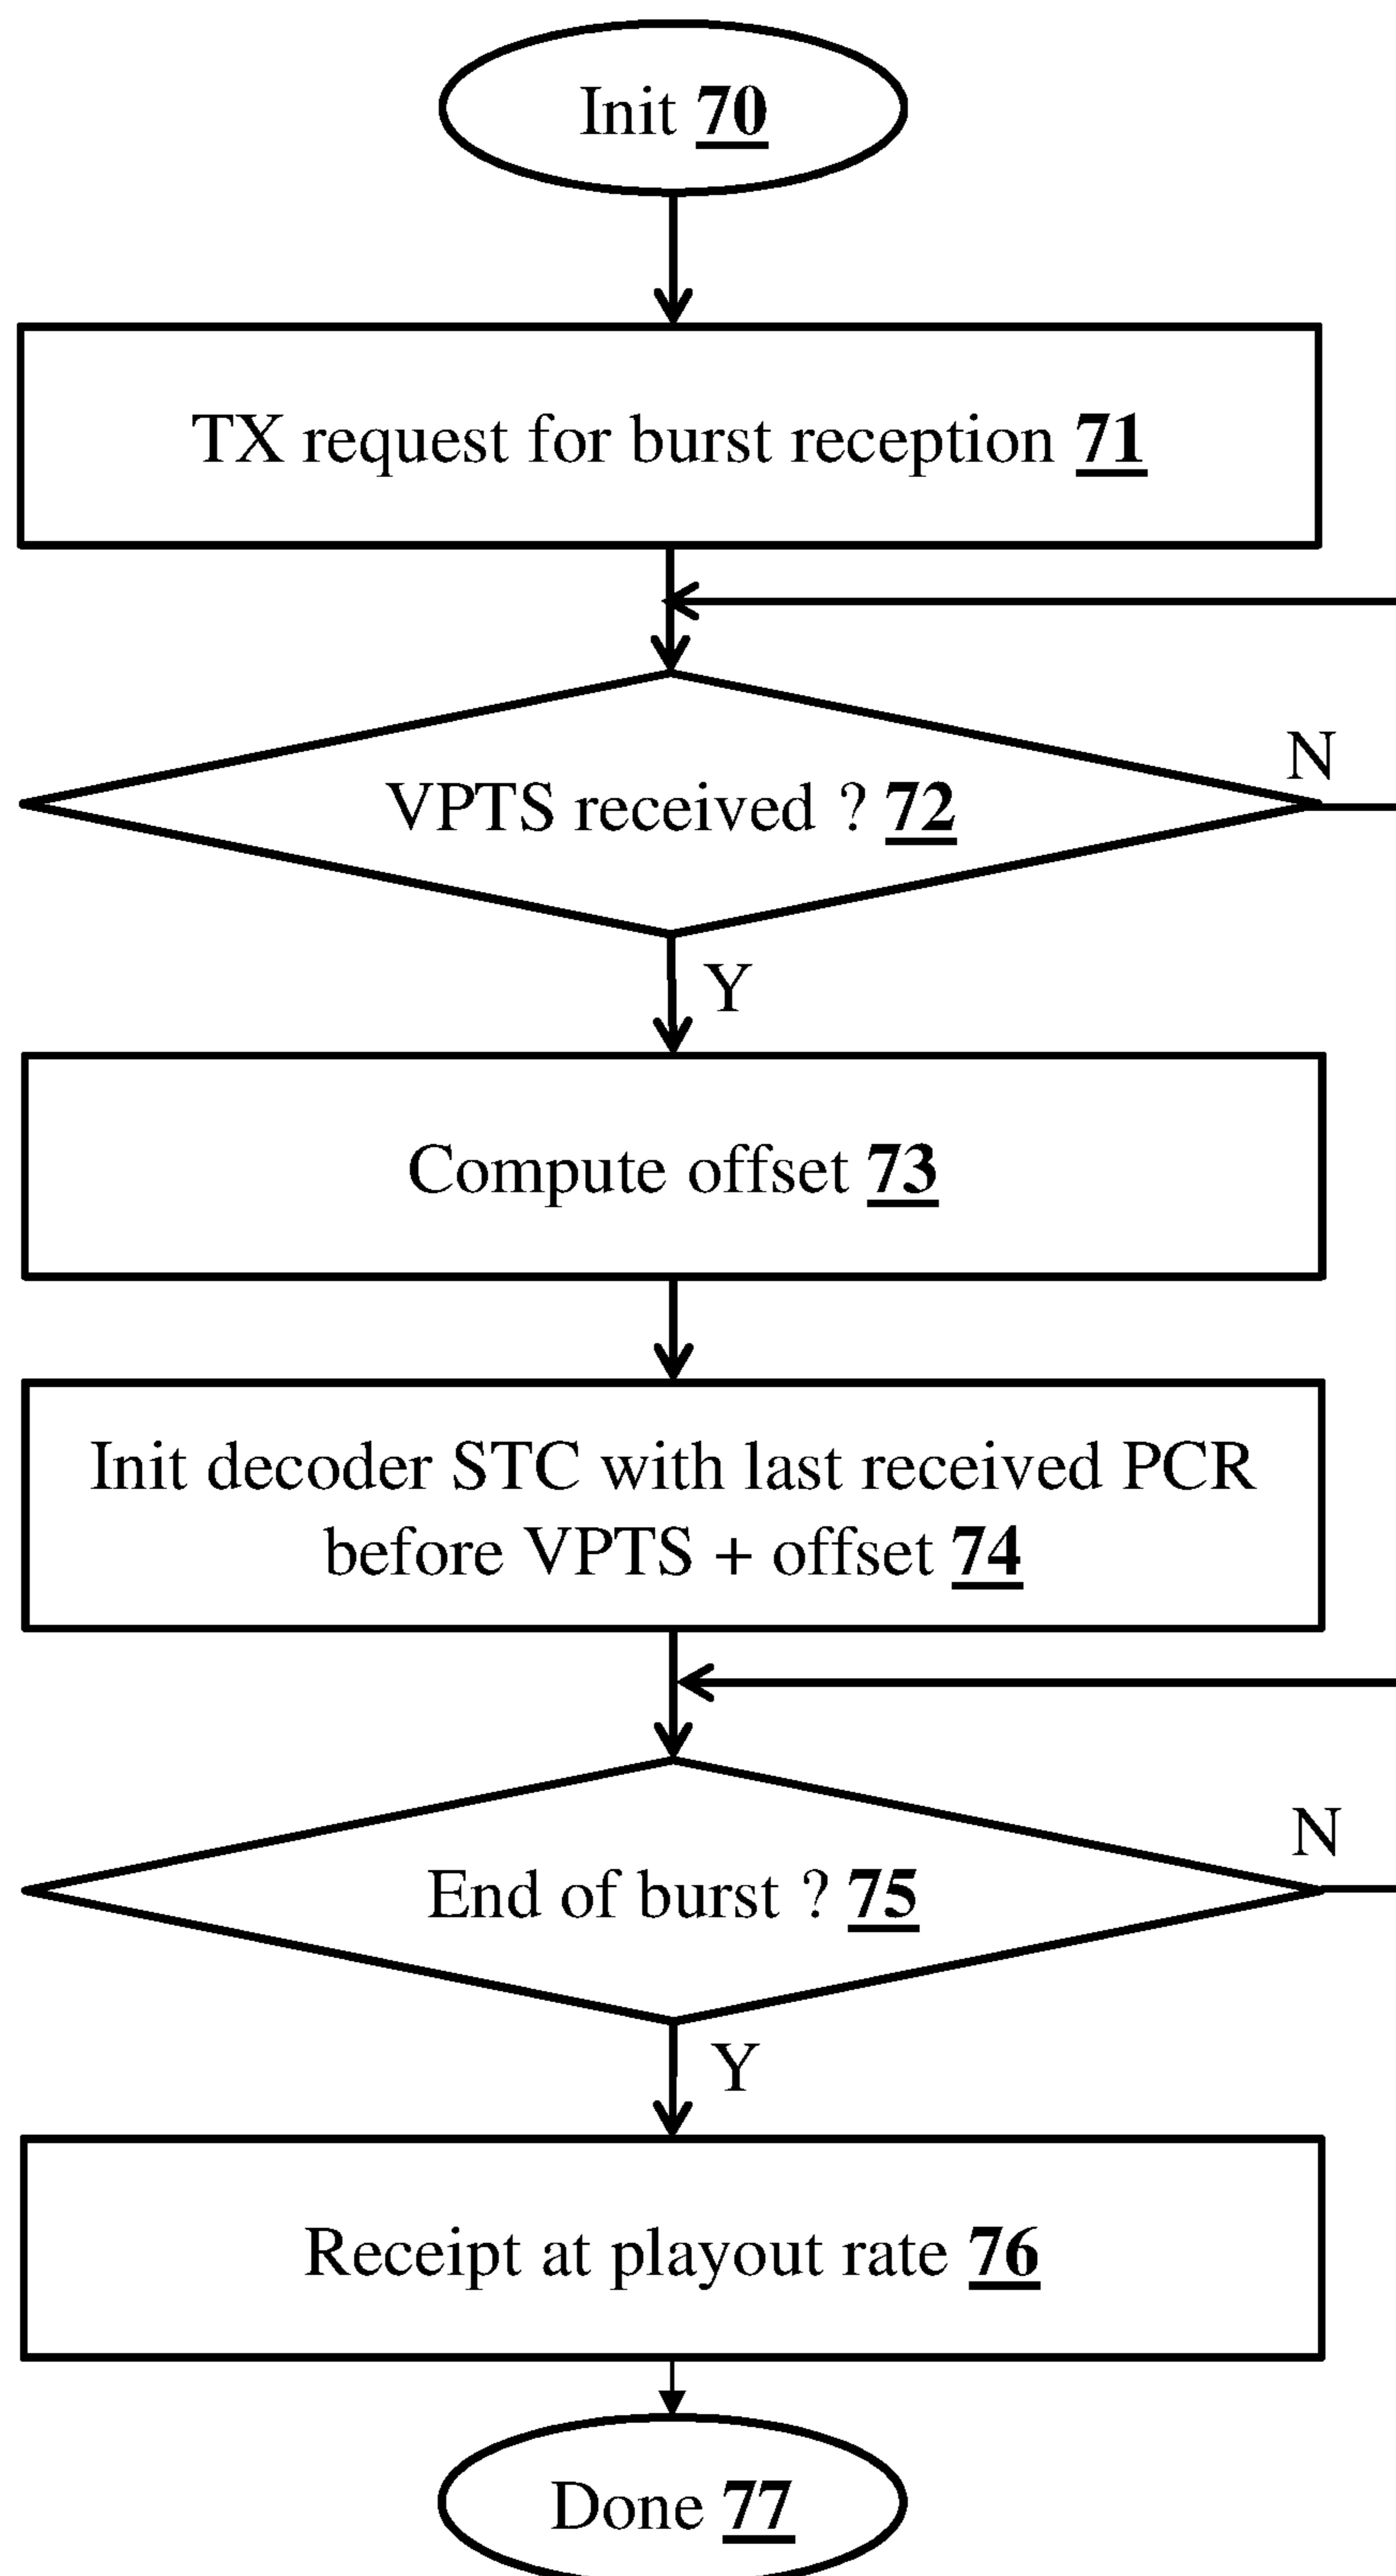 Init 70
TX request for burst reception 71
VPTS received ? 72
N
Y
Compute offset 73
Init decoder STC with last received PCR
before VPTS + offset 74
End of burst ? 75
N
Y
Receipt at playout rate 76
Done 77